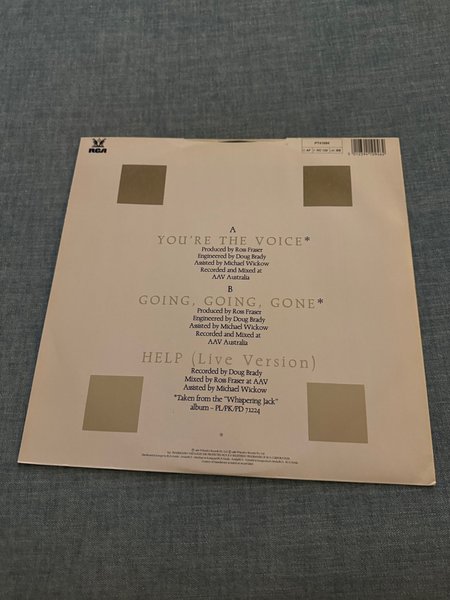 RCA
PT41094
A
YOU'RE THE VOICE*
Produced by Ross Fraser
Engineered by Doug Brady
Assisted by Michael Wickow
Recorded and Mixed at
AAV Australia
B
GOING, GOING, GONE*
Produced by Ross Fraser
Engineered by Doug Brady
Assisted by Michael Wickow
Recorded and Mixed at
AAV Australia
HELP (Live Version)
Recorded by Doug Brady
Mixed by Ross Fraser at AAV
Assisted by Michael Wickow
*Taken from the "Whispering Jack"
album – PL/PK/PD 71224